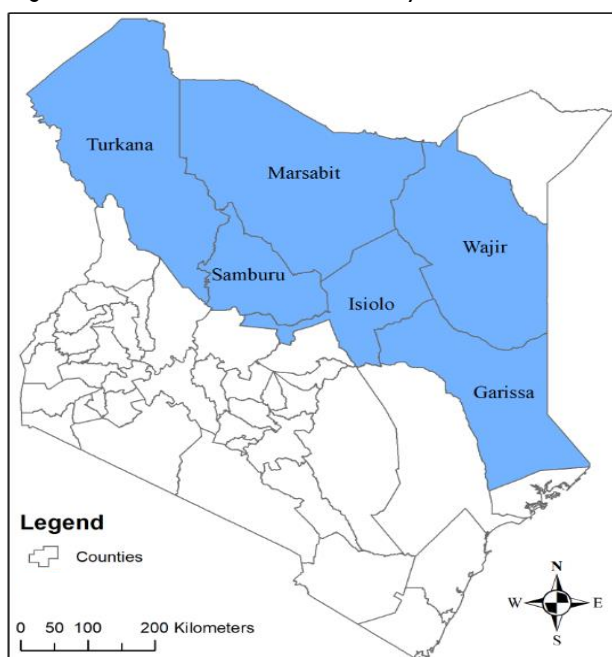 Turkana
Marsabit
Wajir
Samburu
Isiolo
Garissa
Legend
Counties
0 50 100 200 Kilometers
N
W E
S